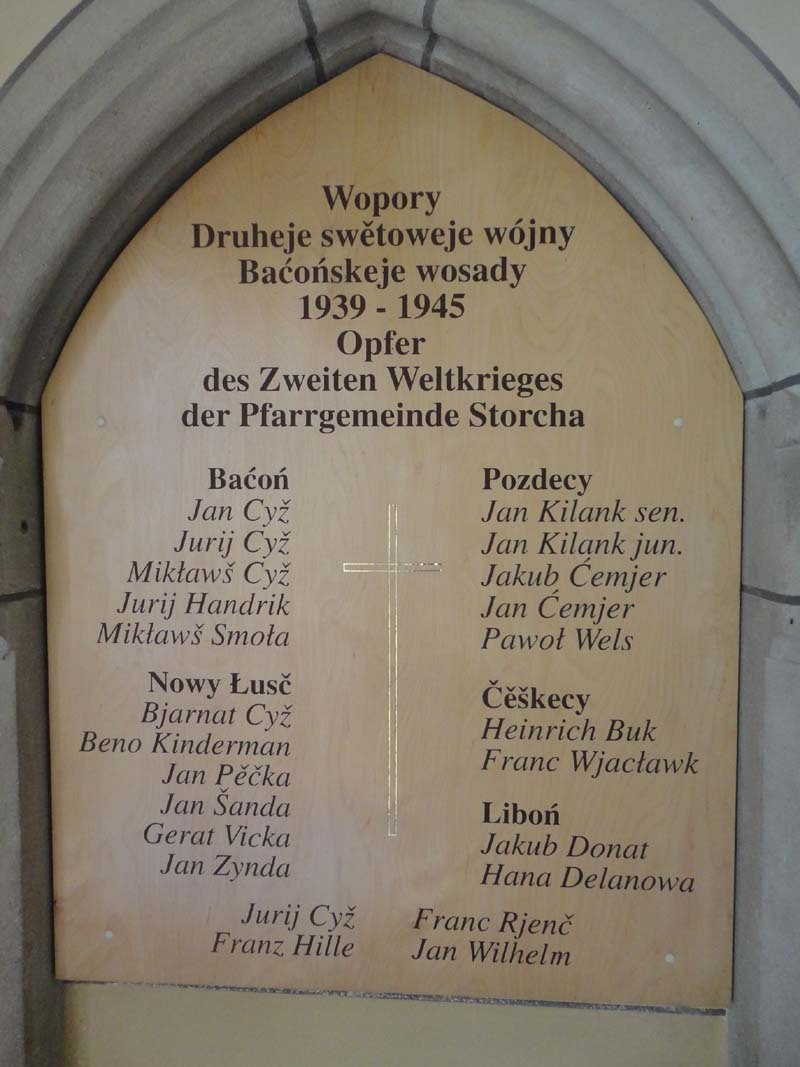 Wopory
Druheje swětoweje wójny
Baćońskeje wosady
1939 - 1945
Opfer
des Zweiten Weltkrieges
der Pfarrgemeinde Storcha
Baćoń
Jan Cyž
Jurij Cyž
Mikławš Cyž
Jurij Handrik
Mikławš Smoła
Nowy Łusč
Bjarnat Cyž
Beno Kinderman
Jan Pěčka
Jan Šanda
Gerat Vicka
Jan Zynda
Pozdecy
Jan Kilank sen.
Jan Kilank jun.
Jakub Ćemjer
Jan Ćemjer
Pawoł Wels
Čěškecy
Heinrich Buk
Franc Wjacławk
Liboń
Jakub Donat
Hana Delanowa
Jurij Cyž
Franz Hille
Franc Rjenč
Jan Wilhelm